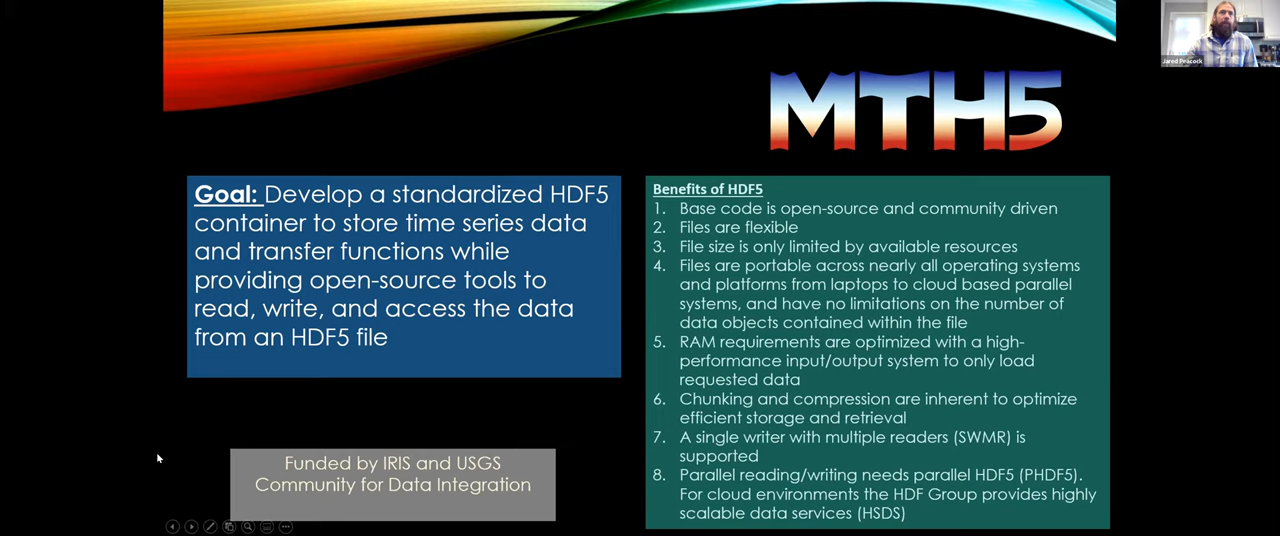 Jared Peacock
MTH5
Goal: Develop a standardized HDF5
container to store time series data
and transfer functions while
providing open-source tools to
read, write, and access the data
from an HDF5 file
Benefits of HDF5
1. Base code is open-source and community driven
2. Files are flexible
3. File size is only limited by available resources
4. Files are portable across nearly all operating systems
and platforms from laptops to cloud based parallel
systems, and have no limitations on the number of
data objects contained within the file
5. RAM requirements are optimized with a high-
performance input/output system to only load
requested data
6. Chunking and compression are inherent to optimize
efficient storage and retrieval
7. A single writer with multiple readers (SWMR) is
supported
8. Parallel reading/writing needs parallel HDF5 (PHDF5).
For cloud environments the HDF Group provides highly
scalable data services (HSDS)
Funded by IRIS and USGS
Community for Data Integration